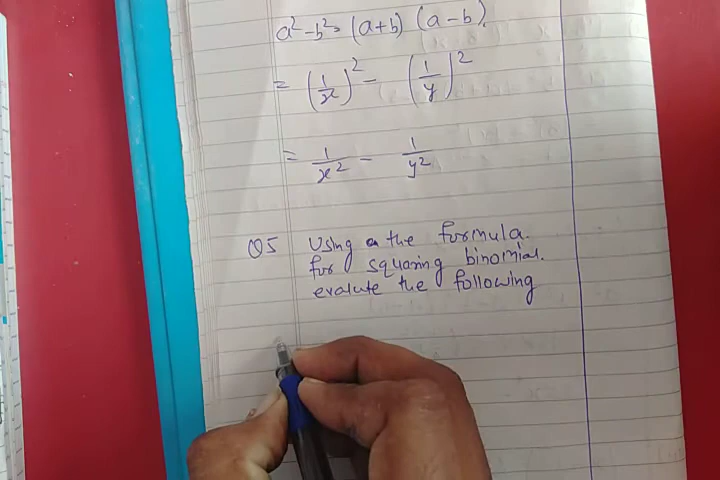 a² - b² = (a+b) (a-b).
= (1/x)² - (1/y)²
= 1/x² - 1/y²
Q5 Using a the formula.
for squaring binomial.
evalute the following